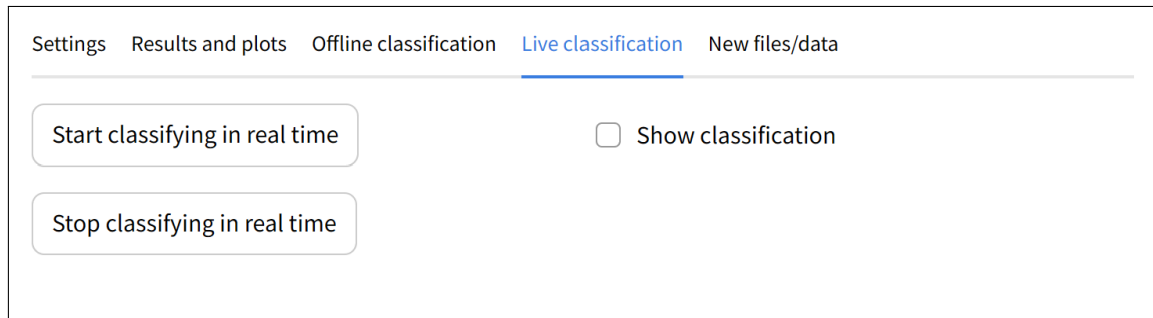 Settings Results and plots Offline classification Live classification New files/data
Start classifying in real time Show classification
Stop classifying in real time